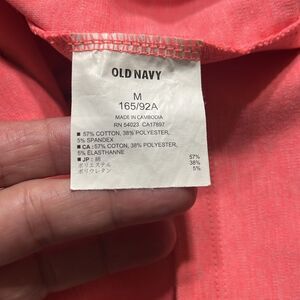 OLD NAVY
M
165/92A
MADE IN CAMBODIA
RN 54023 CA17897
■ 57% COTTON, 38% POLYESTER,
5% SPANDEX
■ CA: 57% COTTON, 38% POLYESTER,
5% ELASTHANNE
■ JP: 綿 57%
ポリエステル 38%
ポリウレタン 5%